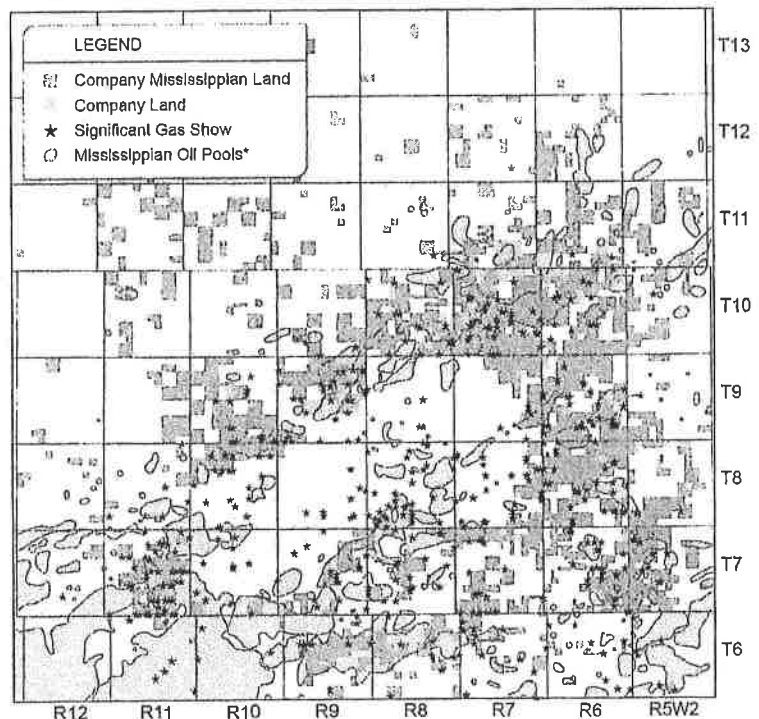 LEGEND
Company Mississippian Land
Company Land
Significant Gas Show
Mississippian Oil Pools*
T13
T12
T11
T10
T9
T8
T7
T6
R12 R11 R10 R9 R8 R7 R6 R5W2